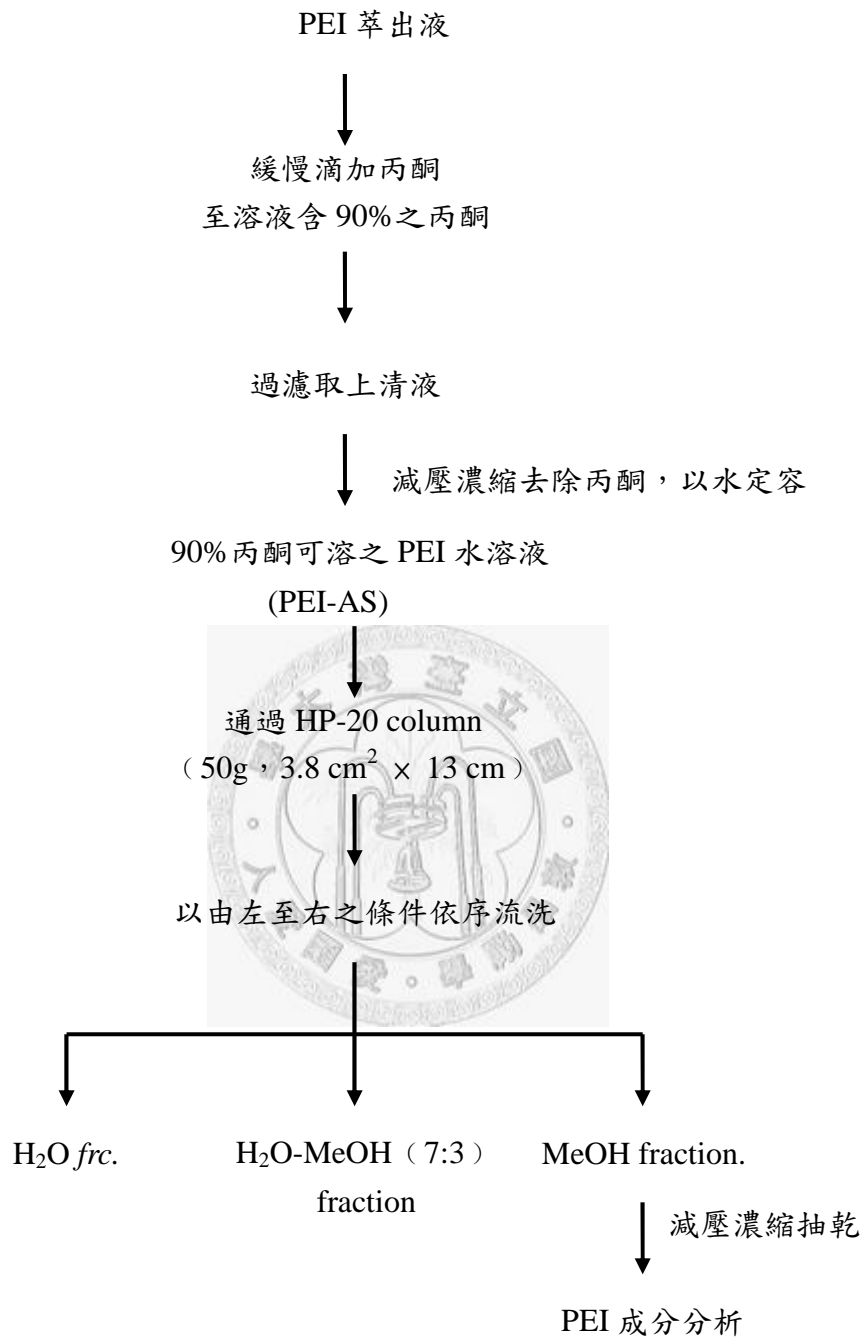 PEI 萃出液
緩慢滴加丙酮
至溶液含 90%之丙酮
過濾取上清液
減壓濃縮去除丙酮，以水定容
90%丙酮可溶之 PEI 水溶液
(PEI-AS)
通過 HP-20 column
（50g，3.8 cm² × 13 cm）
以由左至右之條件依序流洗
H₂O frc.
H₂O-MeOH（7:3）
fraction
MeOH fraction.
減壓濃縮抽乾
PEI 成分分析